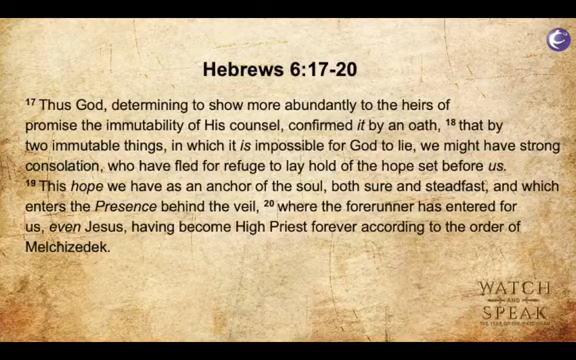 Hebrews 6:17-20
17 Thus God, determining to show more abundantly to the heirs of
promise the immutability of His counsel, confirmed it by an oath, 18 that by
two immutable things, in which it is impossible for God to lie, we might have strong
consolation, who have fled for refuge to lay hold of the hope set before us.
19 This hope we have as an anchor of the soul, both sure and steadfast, and which
enters the Presence behind the veil, 20 where the forerunner has entered for
us, even Jesus, having become High Priest forever according to the order of
Melchizedek.
WATCH
AND
SPEAK